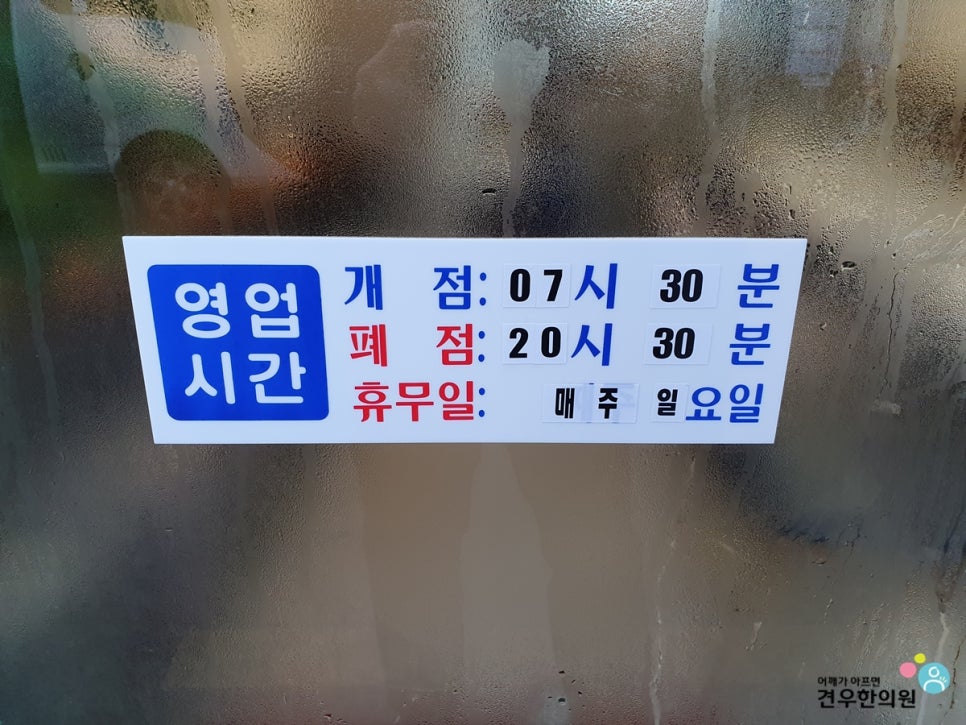 영업
시간
개 점: 07시 30 분
폐 점: 20시 30 분
휴무일: 매주 일요일
어깨가 아프면
견우한의원